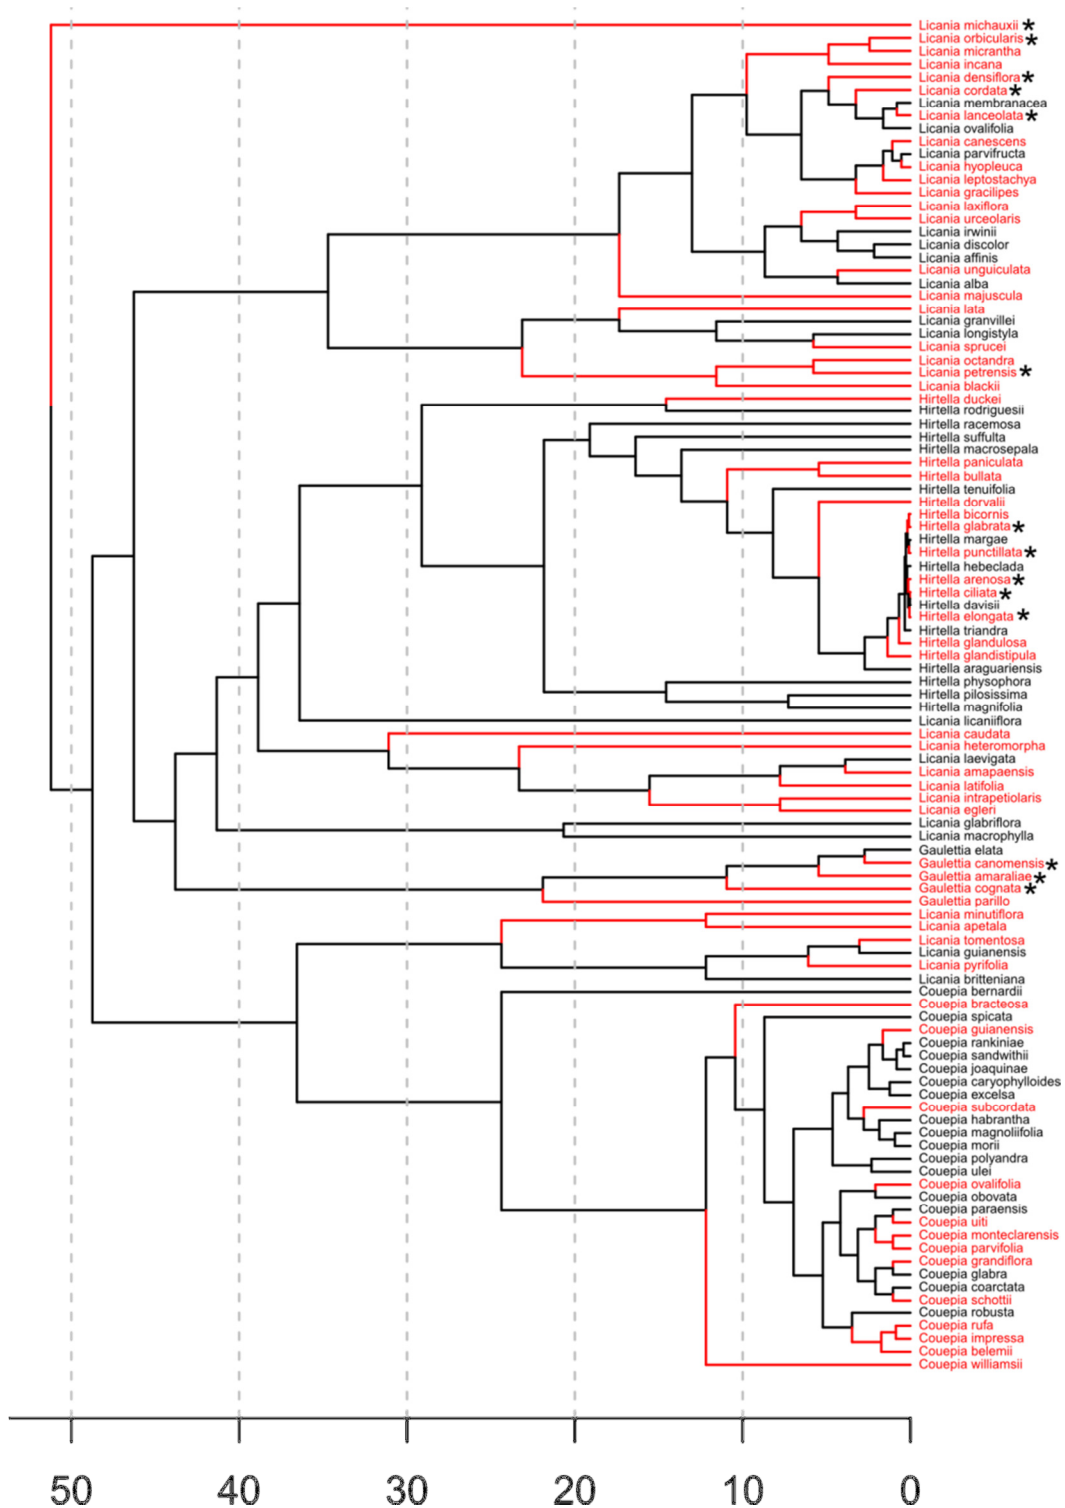 Licania michauxii *
Licania orbicularis *
Licania micrantha
Licania incana
Licania densiflora *
Licania cordata *
Licania membranacea
Licania lanceolata *
Licania ovalifolia
Licania canescens
Licania parvifructa
Licania hyopleuca
Licania leptostachya
Licania gracilipes
Licania laxiflora
Licania urceolaris
Licania irwinii
Licania discolor
Licania affinis
Licania unguiculata
Licania alba
Licania majuscula
Licania lata
Licania granvillei
Licania longistyla
Licania sprucei
Licania octandra
Licania petrensis *
Licania blackii
Hirtella duckei
Hirtella rodriguesii
Hirtella racemosa
Hirtella suffulta
Hirtella macrosepala
Hirtella paniculata
Hirtella bullata
Hirtella tenuifolia
Hirtella dorvalii
Hirtella bicornis
Hirtella glabrata *
Hirtella margae
Hirtella punctillata *
Hirtella hebeclada
Hirtella arenosa *
Hirtella ciliata *
Hirtella davisii
Hirtella elongata *
Hirtella triandra
Hirtella glandulosa
Hirtella glandistipula
Hirtella araguariensis
Hirtella physophora
Hirtella pilosissima
Hirtella magnifolia
Licania licaniiflora
Licania caudata
Licania heteromorpha
Licania laevigata
Licania amapaensis
Licania latifolia
Licania intrapetiolaris
Licania egleri
Licania glabriflora
Licania macrophylla
Gaulettia elata
Gaulettia canomensis *
Gaulettia amaraliae *
Gaulettia cognata *
Gaulettia parillo
Licania minutiflora
Licania apetala
Licania tomentosa
Licania guianensis
Licania pyrifolia
Licania britteniana
Couepia bernardii
Couepia bracteosa
Couepia spicata
Couepia guianensis
Couepia rankiniae
Couepia sandwithii
Couepia joaquinae
Couepia caryophylloides
Couepia excelsa
Couepia subcordata
Couepia habrantha
Couepia magnoliifolia
Couepia morii
Couepia polyandra
Couepia ulei
Couepia ovalifolia
Couepia obovata
Couepia paraensis
Couepia uiti
Couepia monteclarensis
Couepia parvifolia
Couepia grandiflora
Couepia glabra
Couepia coarctata
Couepia schottii
Couepia robusta
Couepia rufa
Couepia impressa
Couepia belemii
Couepia williamsii
50 40 30 20 10 0